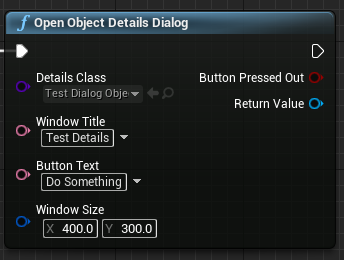 f Open Object Details Dialog
Details Class Button Pressed Out
Test Dialog Obje
Return Value
Window Title
Test Details
Button Text
Do Something
Window Size
X 400.0 Y 300.0